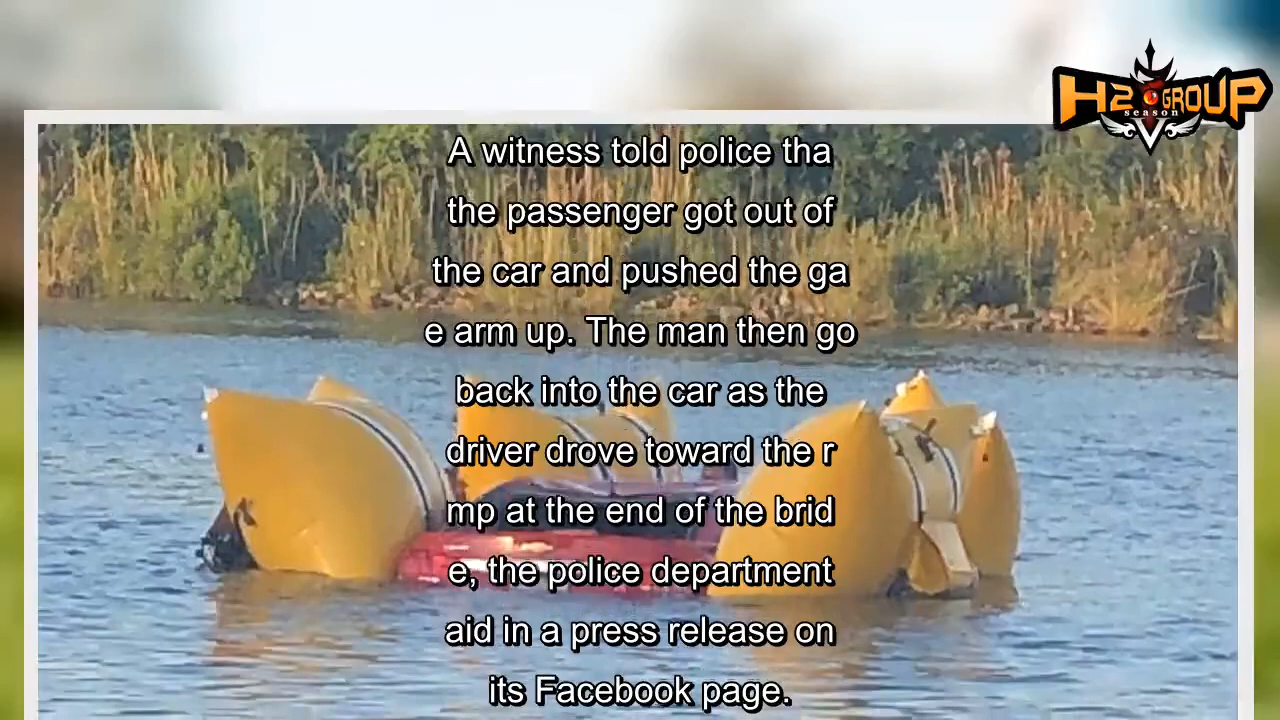 H2 GROUP
season
A witness told police tha
the passenger got out of
the car and pushed the ga
e arm up. The man then go
back into the car as the
driver drove toward the r
mp at the end of the brid
e, the police department
aid in a press release on
its Facebook page.